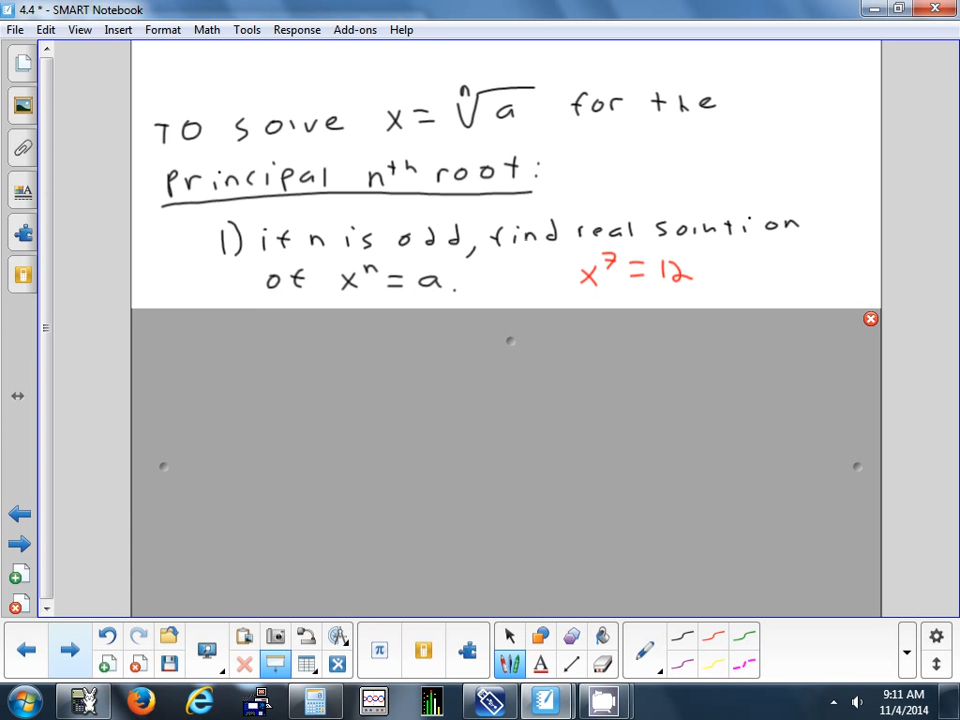 4.4 * - SMART Notebook
File Edit View Insert Format Math Tools Response Add-ons Help
To solve x = ⁿ√a for the
principal nth root:
1) if n is odd, find real solution
of xⁿ = a. x⁷ = 12
9:11 AM
11/4/2014